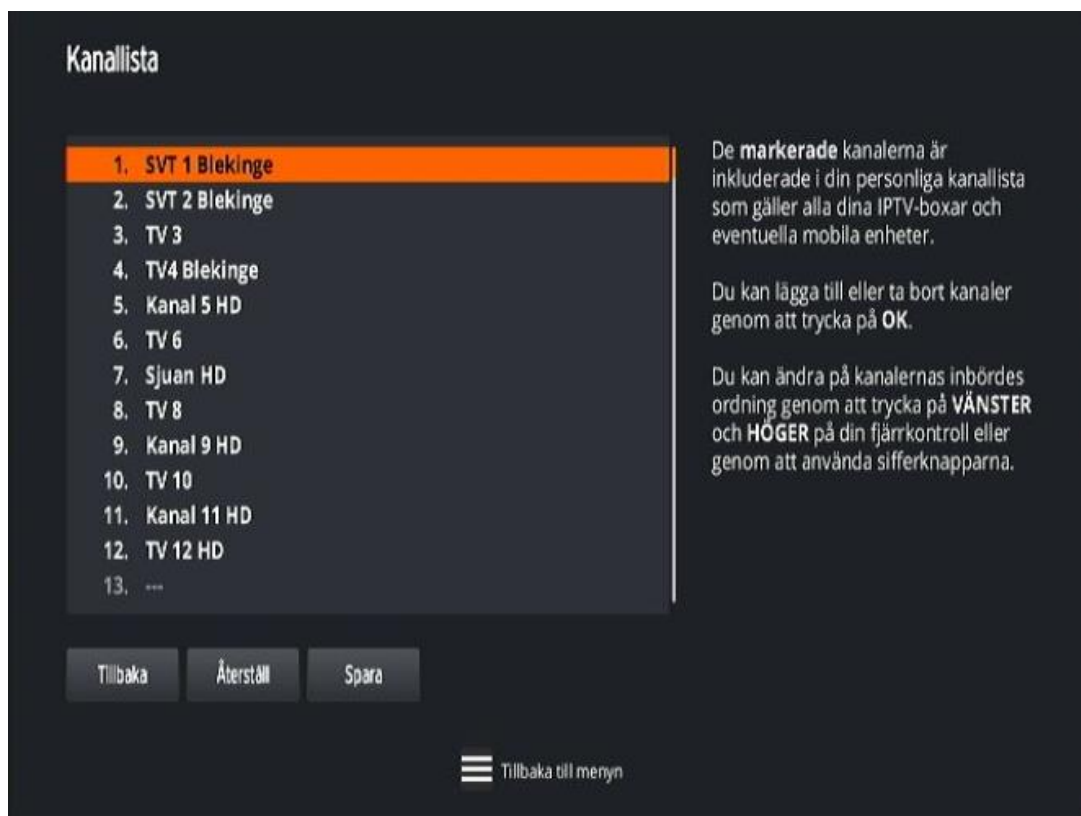 Kanallista
1. SVT 1 Blekinge
2. SVT 2 Blekinge
3. TV 3
4. TV4 Blekinge
5. Kanal 5 HD
6. TV 6
7. Sjuan HD
8. TV 8
9. Kanal 9 HD
10. TV 10
11. Kanal 11 HD
12. TV 12 HD
13. ---
De markerade kanalerna är
inkluderade i din personliga kanallista
som gäller alla dina IPTV-boxar och
eventuella mobila enheter.
Du kan lägga till eller ta bort kanaler
genom att trycka på OK.
Du kan ändra på kanalernas inbördes
ordning genom att trycka på VÄNSTER
och HÖGER på din fjärrkontroll eller
genom att använda sifferknapparna.
Tillbaka
Återställ
Spara
Tillbaka till menyn